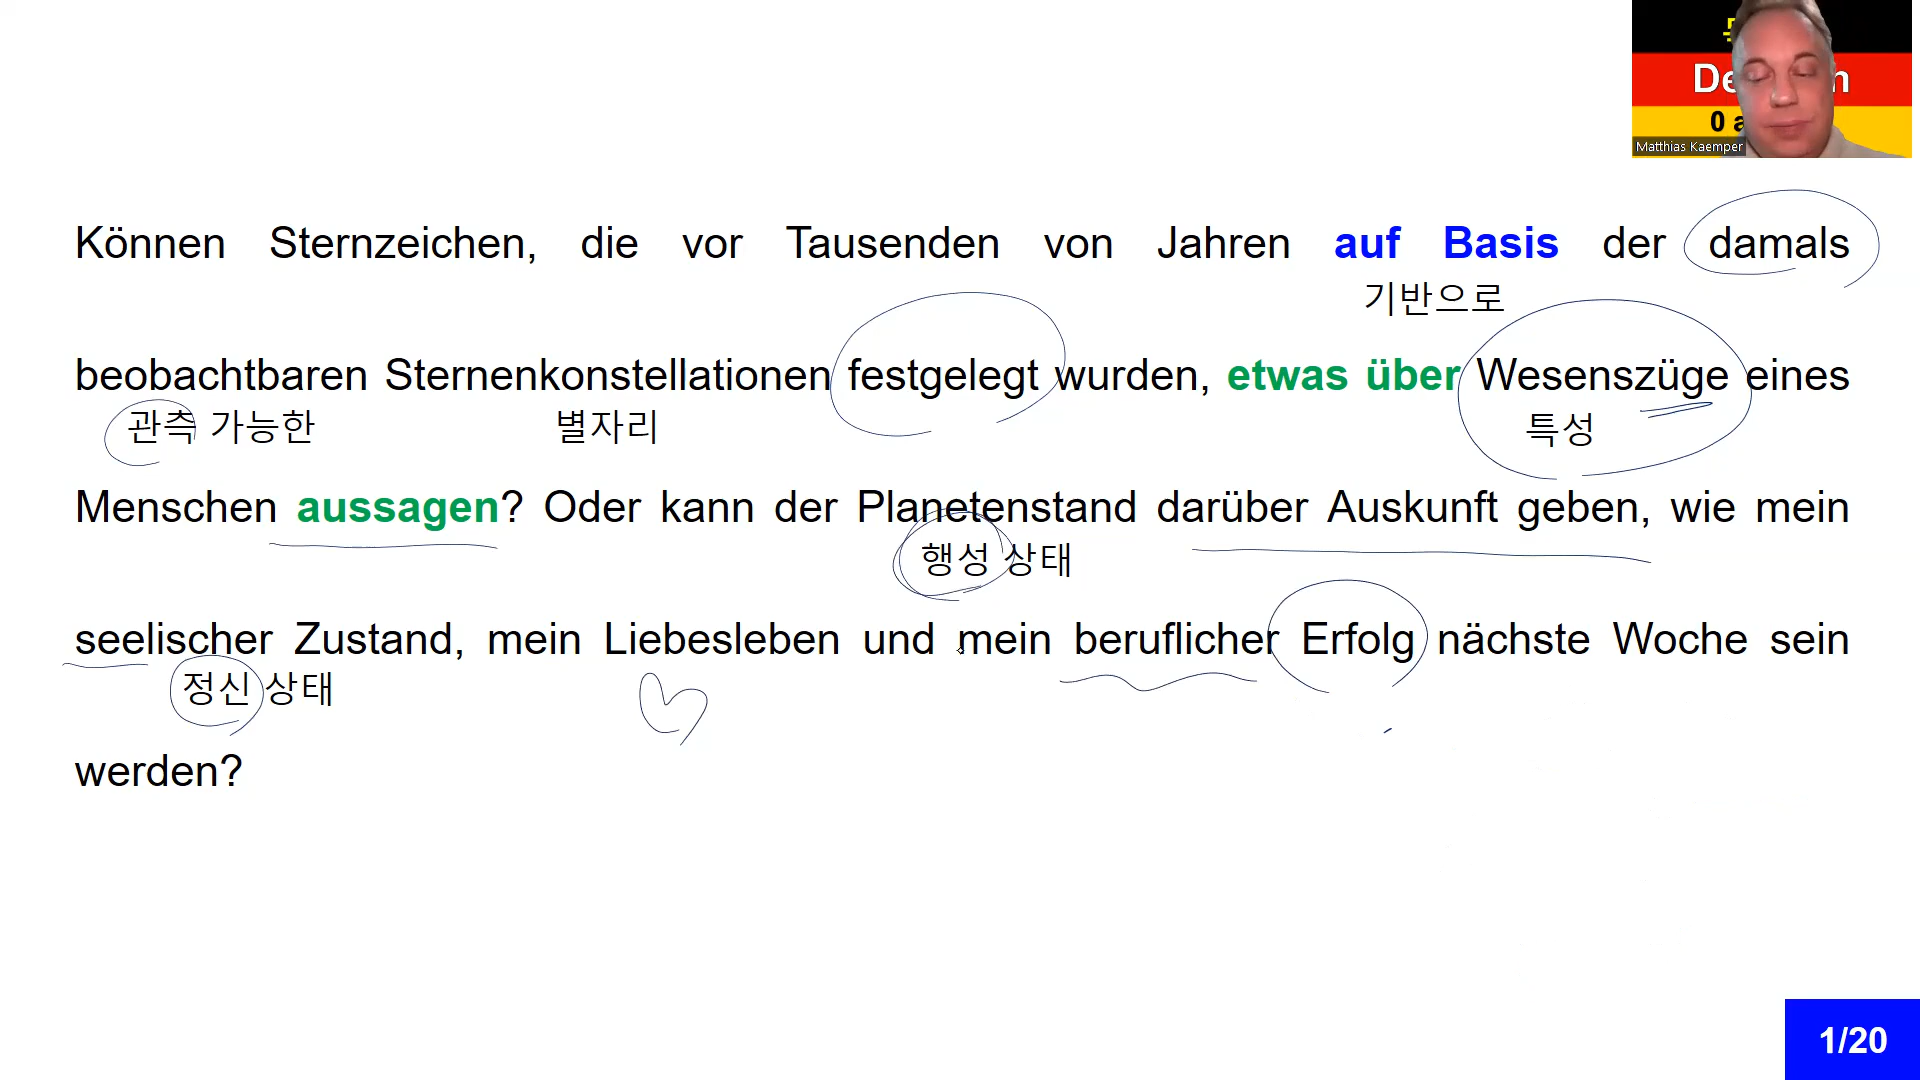 Matthias Kaemper
Können Sternzeichen, die vor Tausenden von Jahren auf Basis der damals
기반으로
beobachtbaren Sternenkonstellationen festgelegt wurden, etwas über Wesenszüge eines
관측 가능한 별자리 특성
Menschen aussagen? Oder kann der Planetenstand darüber Auskunft geben, wie mein
행성 상태
seelischer Zustand, mein Liebesleben und mein beruflicher Erfolg nächste Woche sein
정신 상태
werden?
1/20